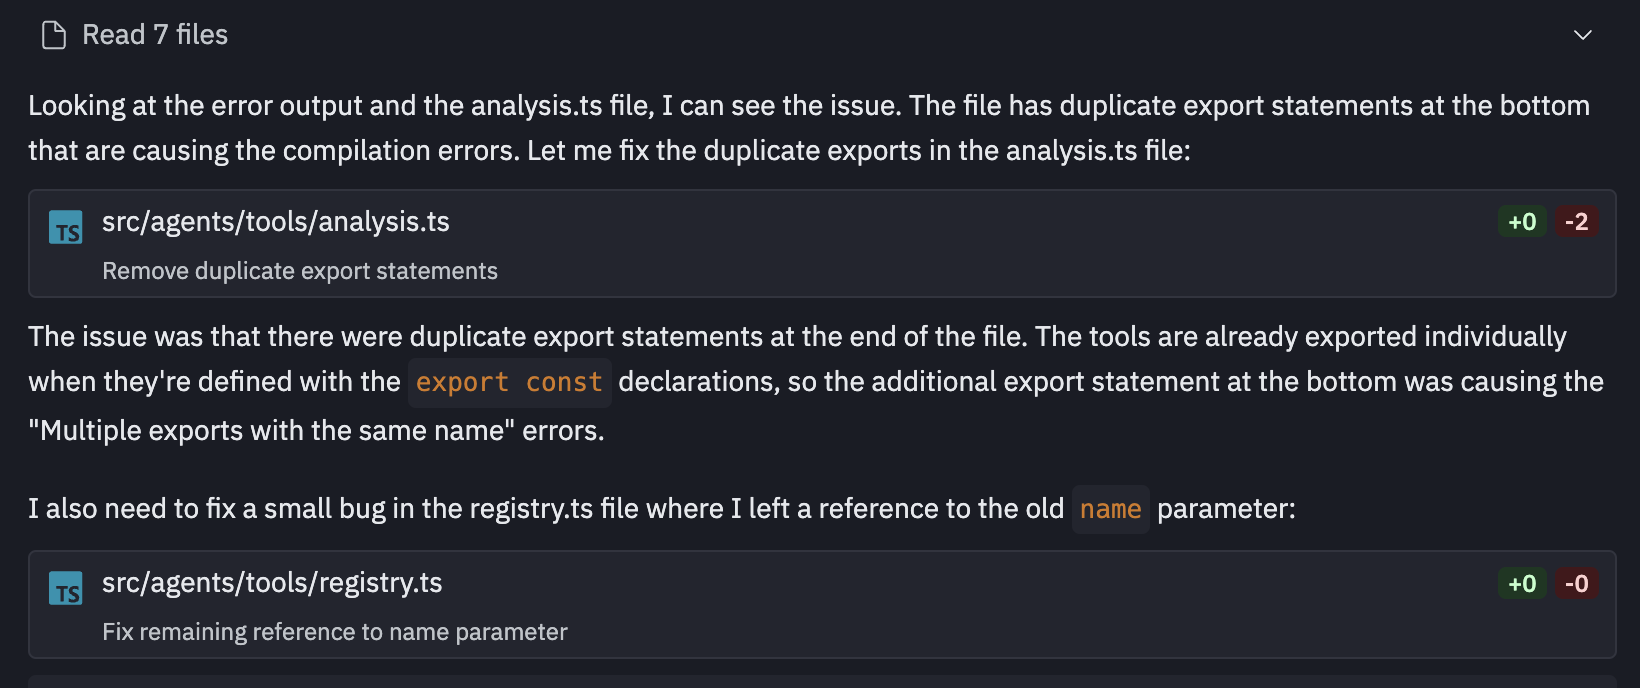 Read 7 files
Looking at the error output and the analysis.ts file, I can see the issue. The file has duplicate export statements at the bottom
that are causing the compilation errors. Let me fix the duplicate exports in the analysis.ts file:
TS src/agents/tools/analysis.ts +0 -2
Remove duplicate export statements
The issue was that there were duplicate export statements at the end of the file. The tools are already exported individually
when they're defined with the export const declarations, so the additional export statement at the bottom was causing the
"Multiple exports with the same name" errors.
I also need to fix a small bug in the registry.ts file where I left a reference to the old name parameter:
TS src/agents/tools/registry.ts +0 -0
Fix remaining reference to name parameter